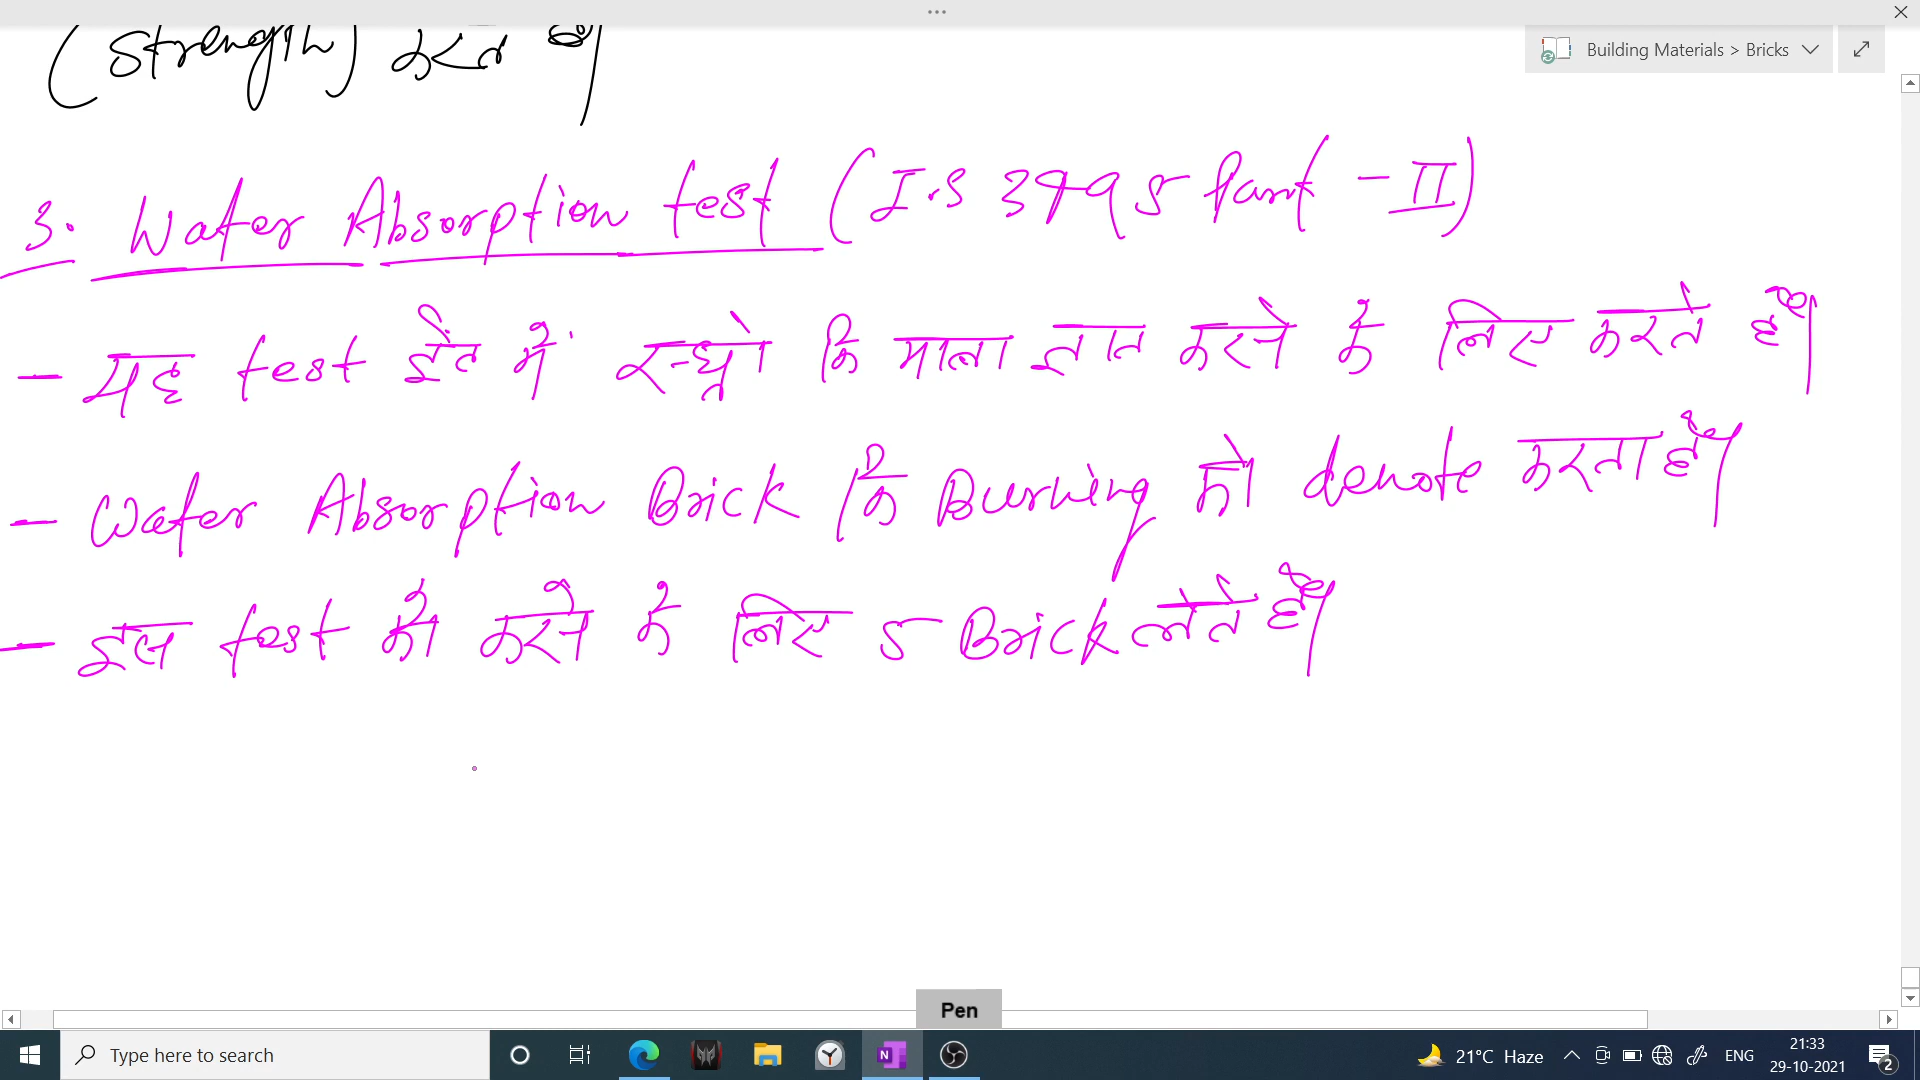 (Strength) करते है|
Building Materials > Bricks
3. Water Absorption test (I.S 3495 Part - II)
- यह test ईंट में रन्ध्रो कि मात्रा ज्ञात करने के लिए करते हैं|
- Water Absorption Brick कि Burning को denote करता है|
- इस test को करने के लिए 5 Brick लेते हैं|
Pen
Type here to search
21°C Haze
ENG
21:33
29-10-2021
2